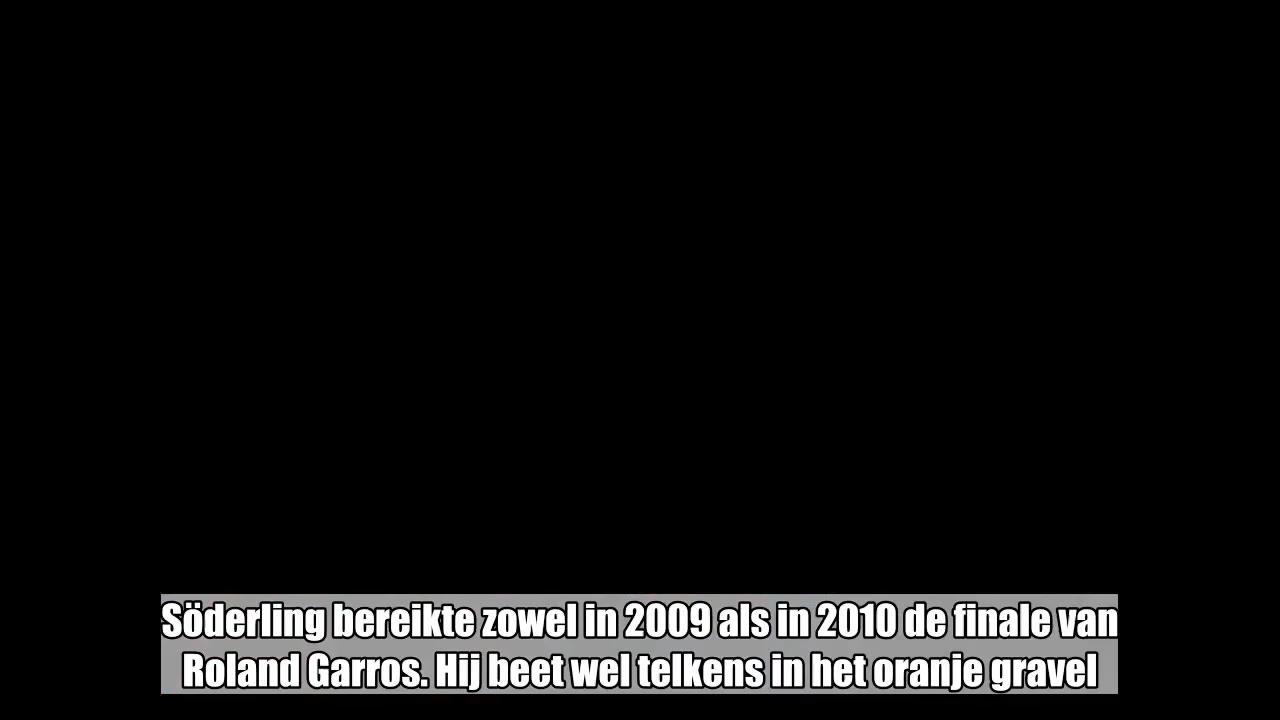 Söderling bereikte zowel in 2009 als in 2010 de finale van
Roland Garros. Hij beet wel telkens in het oranje gravel